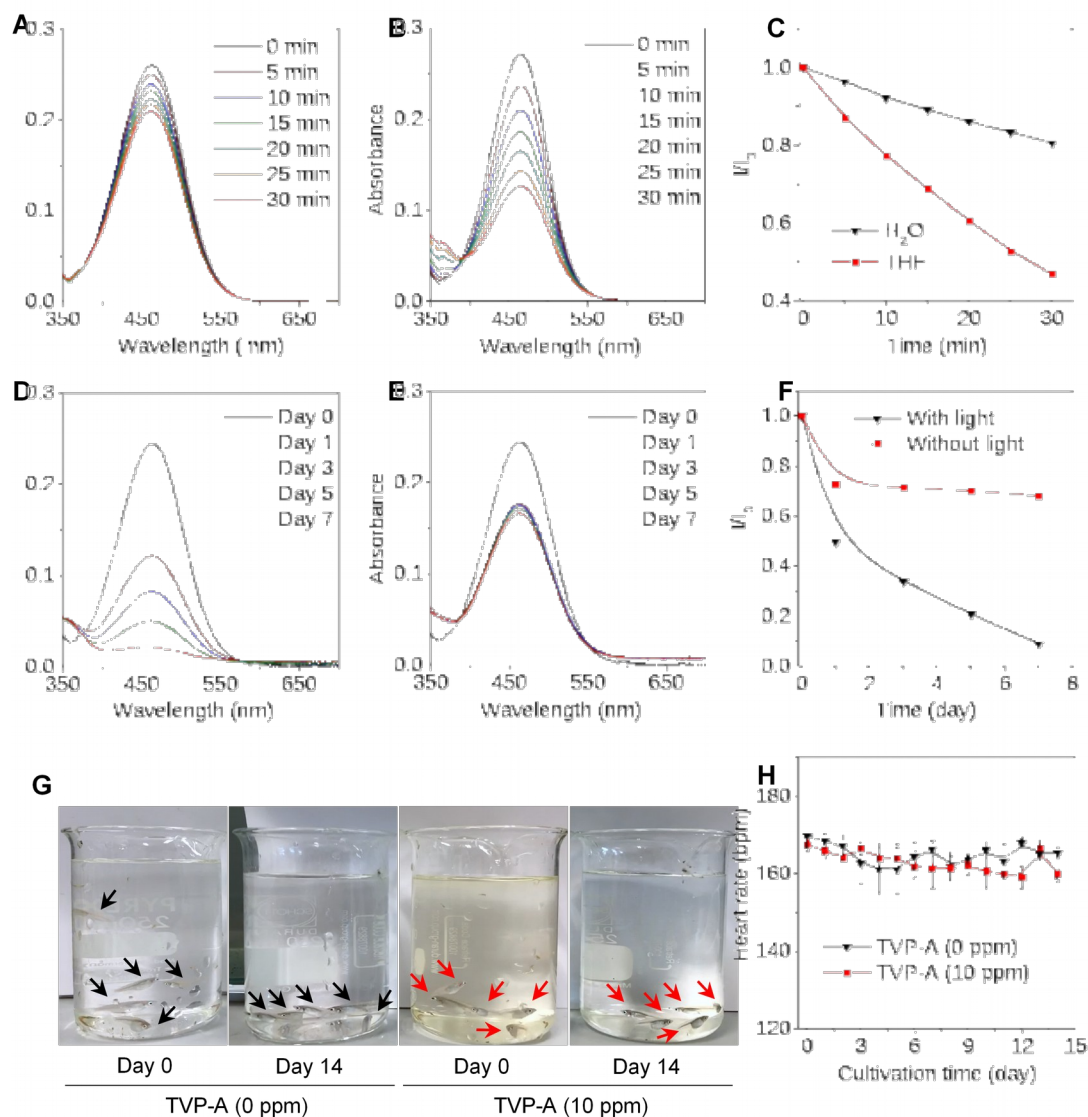 A
0.3
0.2
0.1
0.0
350
450
550
650
Wavelength ( nm)
0 min
5 min
10 min
15 min
20 min
25 min
30 min
B
Absorbance
0.3
0.2
0.1
0.0
350
450
550
650
Wavelength (nm)
0 min
5 min
10 min
15 min
20 min
25 min
30 min
C
I/I0
1.0
0.8
0.6
0.4
0
10
20
30
Time (min)
H2O
THF
D
0.3
0.2
0.1
0.0
350
450
550
650
Wavelength (nm)
Day 0
Day 1
Day 3
Day 5
Day 7
E
Absorbance
0.3
0.2
0.1
0.0
350
450
550
650
Wavelength (nm)
Day 0
Day 1
Day 3
Day 5
Day 7
F
I/I0
1.0
0.8
0.6
0.4
0.2
0.0
0
2
4
6
8
Time (day)
With light
Without light
G
Day 0
Day 14
Day 0
Day 14
TVP-A (0 ppm)
TVP-A (10 ppm)
H
Heart rate (bpm)
180
160
140
120
0
3
6
9
12
15
Cultivation time (day)
TVP-A (0 ppm)
TVP-A (10 ppm)